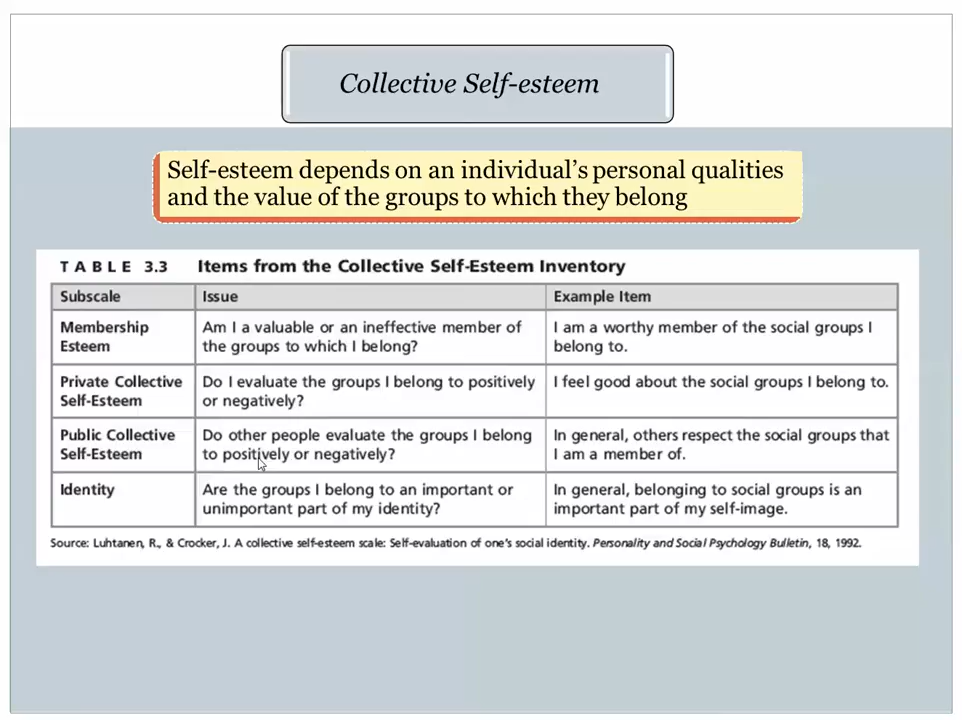 Collective Self-esteem
Self-esteem depends on an individual's personal qualities
and the value of the groups to which they belong
TABLE 3.3 Items from the Collective Self-Esteem Inventory
Subscale Issue Example Item
Membership Am I a valuable or an ineffective member of I am a worthy member of the social groups I
Esteem the groups to which I belong? belong to.
Private Collective Do I evaluate the groups I belong to positively I feel good about the social groups I belong to.
Self-Esteem or negatively?
Public Collective Do other people evaluate the groups I belong In general, others respect the social groups that
Self-Esteem to positively or negatively? I am a member of.
Identity Are the groups I belong to an important or In general, belonging to social groups is an
unimportant part of my identity? important part of my self-image.
Source: Luhtanen, R., & Crocker, J. A collective self-esteem scale: Self-evaluation of one's social identity. Personality and Social Psychology Bulletin, 18, 1992.